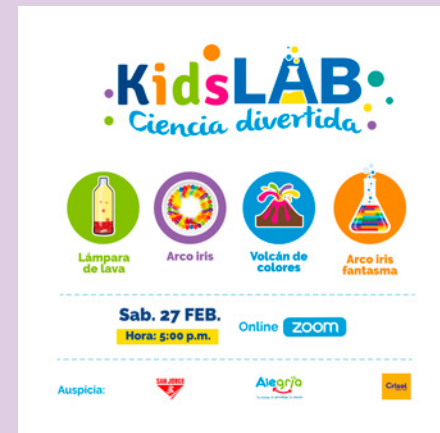 KidsLAB
Ciencia divertida
Lámpara
de lava
Arco iris
Volcán de
colores
Arco iris
fantasma
Sab. 27 FEB.
Hora: 5:00 p.m.
Online zoom
Auspicia:
SAN JORGE
Alegría
Crisol